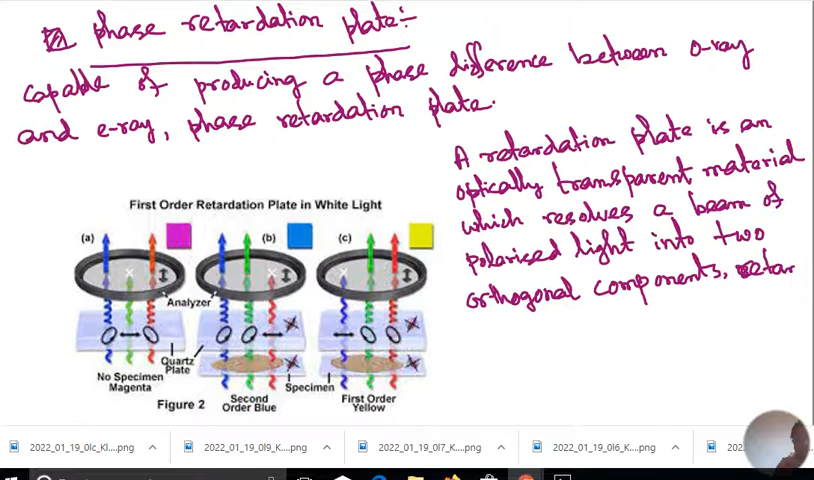 phase retardation plate:-
capable of producing a phase difference between o-ray
and e-ray, phase retardation plate.
A retardation plate is an
optically transparent material
which resolves a beam of
polarised light into two
orthogonal components, retar
First Order Retardation Plate in White Light
(a) (b) (c)
Analyzer
Quartz
Plate
No Specimen
Magenta
Specimen
Second
Order Blue
First Order
Yellow
Figure 2
2022_01_19_0lc_Kl....png
2022_01_19_0l9_K....png
2022_01_19_0l7_K....png
2022_01_19_0l6_K....png